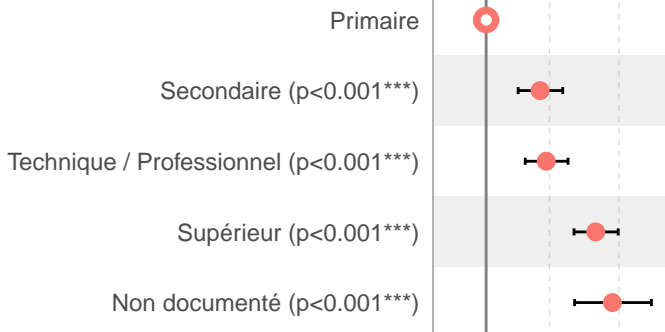 Primaire
Secondaire (p<0.001***)
Technique / Professionnel (p<0.001***)
Supérieur (p<0.001***)
Non documenté (p<0.001***)